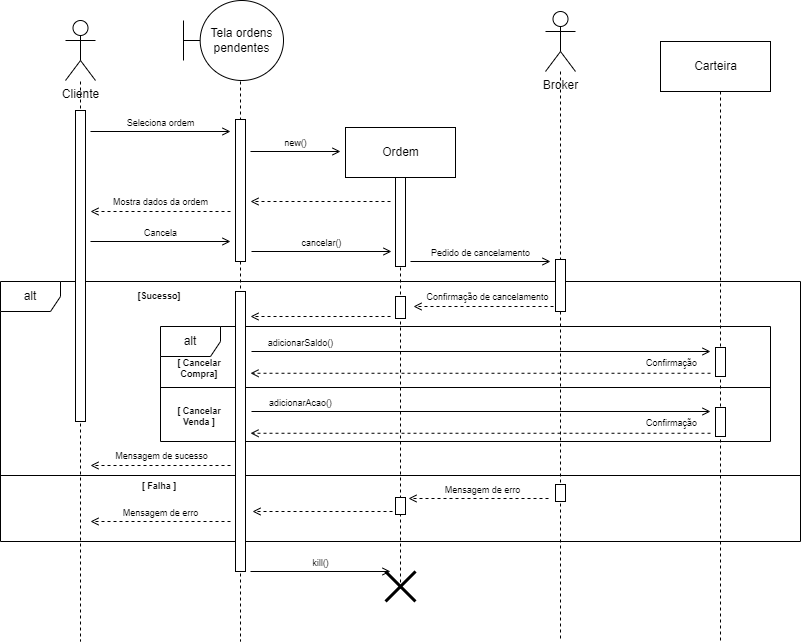 Tela ordens
pendentes
Carteira
Cliente
Broker
Seleciona ordem
new()
Ordem
Mostra dados da ordem
Cancela
cancelar()
Pedido de cancelamento
alt
[Sucesso]
Confirmação de cancelamento
alt
adicionarSaldo()
[ Cancelar
Compra]
Confirmação
adicionarAcao()
[ Cancelar
Venda ]
Confirmação
Mensagem de sucesso
[ Falha ]
Mensagem de erro
Mensagem de erro
kill()